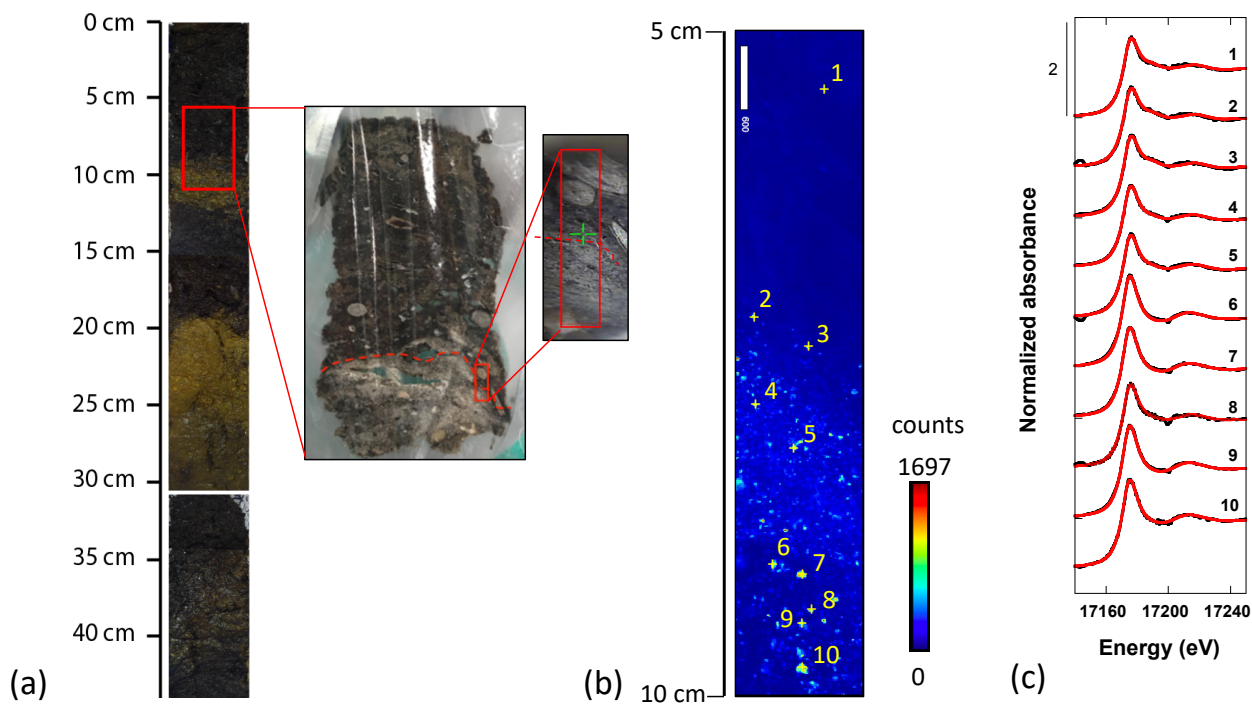 0 cm
5 cm
10 cm
15 cm
20 cm
25 cm
30 cm
35 cm
40 cm
(a)
5 cm
10 cm
600
1
2
3
4
5
6
7
8
9
10
counts
1697
0
(b)
2
1
2
3
4
5
6
7
8
9
10
Normalized absorbance
17160 17200 17240
Energy (eV)
(c)